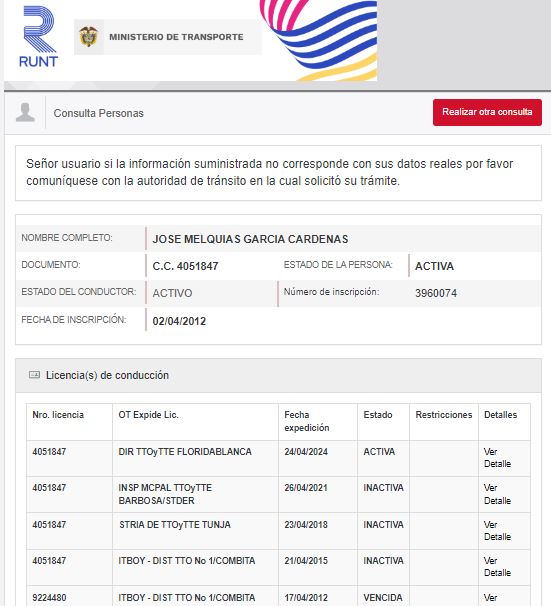 RUNT
MINISTERIO DE TRANSPORTE
Consulta Personas
Realizar otra consulta
Señor usuario si la información suministrada no corresponde con sus datos reales por favor
comuníquese con la autoridad de tránsito en la cual solicitó su trámite.
NOMBRE COMPLETO: JOSE MELQUIAS GARCIA CARDENAS
DOCUMENTO: C.C. 4051847 ESTADO DE LA PERSONA: ACTIVA
ESTADO DEL CONDUCTOR: ACTIVO Número de inscripción: 3960074
FECHA DE INSCRIPCIÓN: 02/04/2012
Licencia(s) de conducción
Nro. licencia OT Expide Lic. Fecha expedición Estado Restricciones Detalles
4051847 DIR TTOyTTE FLORIDABLANCA 24/04/2024 ACTIVA Ver Detalle
4051847 INSP MCPAL TTOyTTE BARBOSA/STDER 26/04/2021 INACTIVA Ver Detalle
4051847 STRIA DE TTOyTTE TUNJA 23/04/2018 INACTIVA Ver Detalle
4051847 ITBOY - DIST TTO No 1/COMBITA 21/04/2015 INACTIVA Ver Detalle
9224480 ITBOY - DIST TTO No 1/COMBITA 17/04/2012 VENCIDA Ver